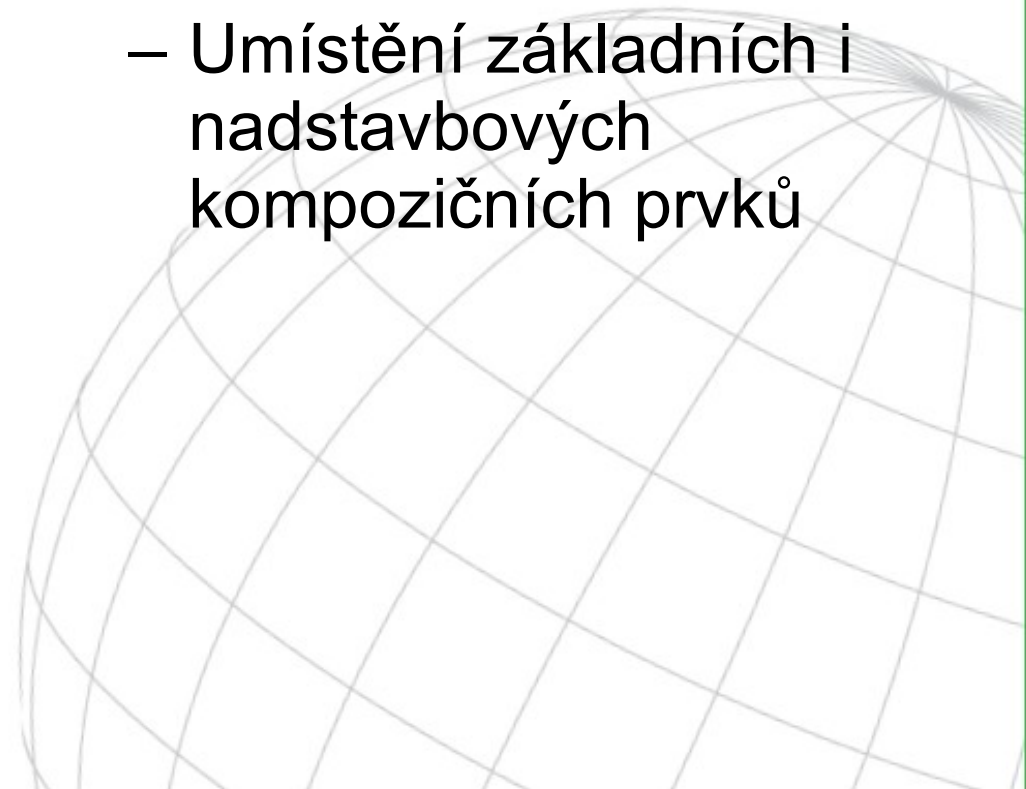 – Umístění základních i
nadstavbových
kompozičních prvků